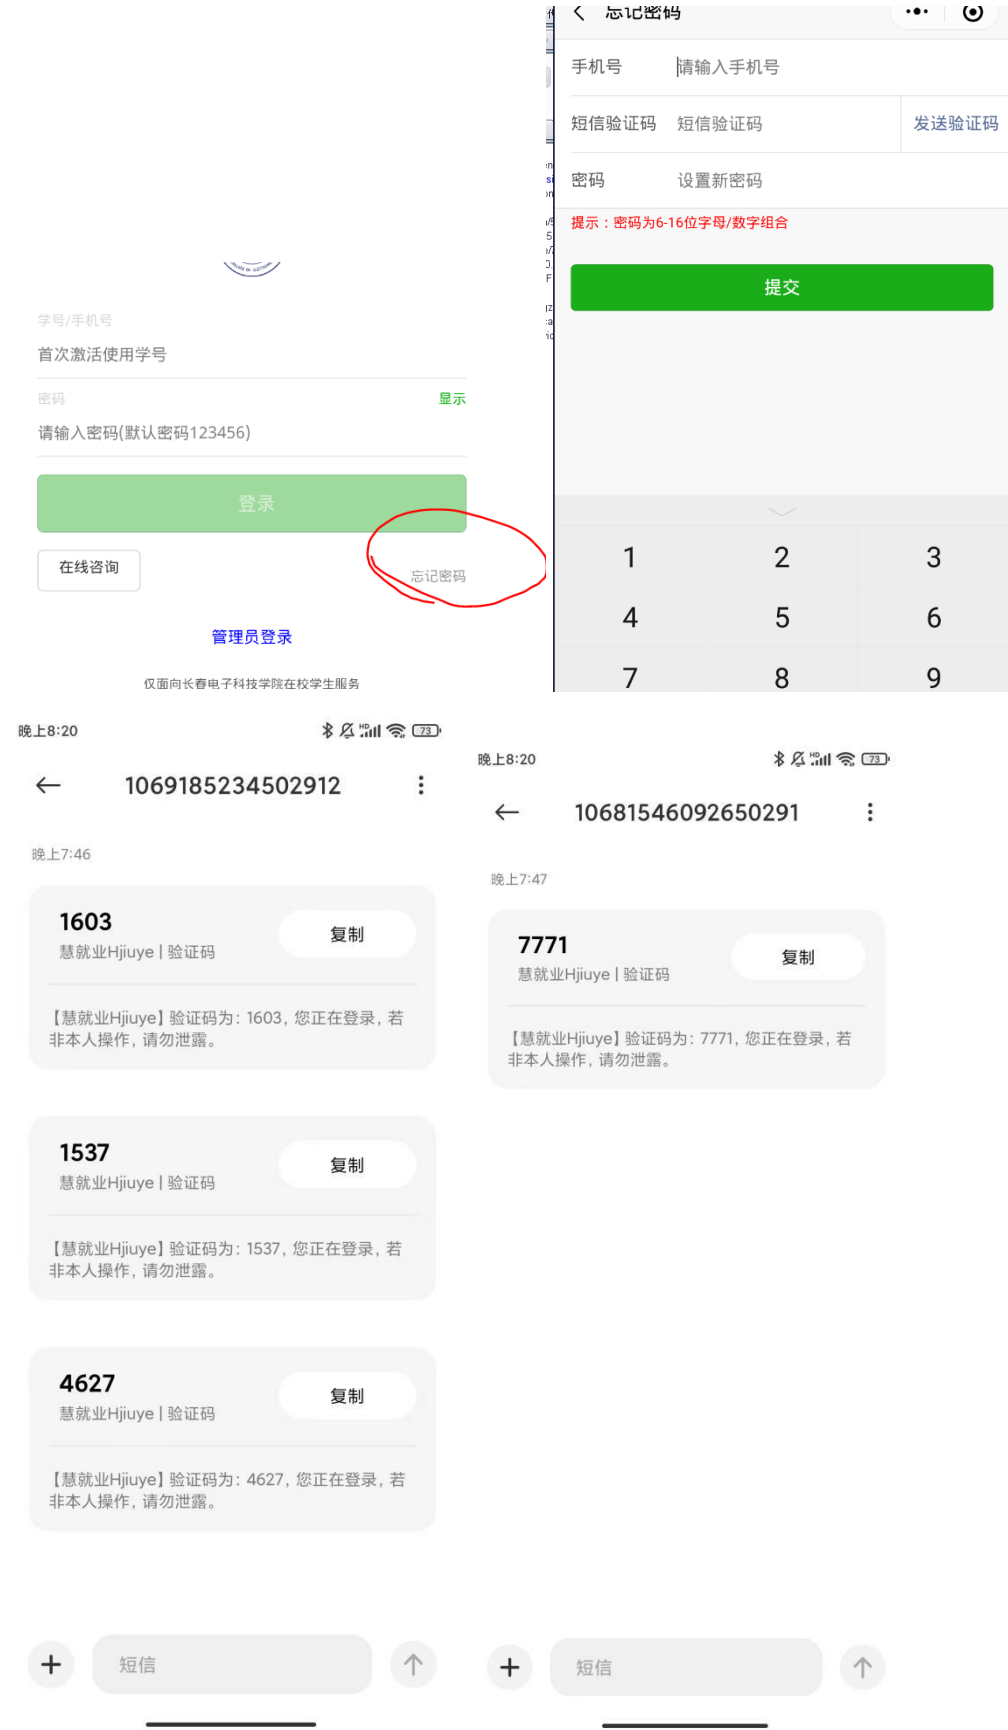 学号/手机号
首次激活使用学号
密码
显示
请输入密码(默认密码123456)
登录
在线咨询
忘记密码
管理员登录
仅面向长春电子科技学院在校学生服务
忘记密码
手机号
请输入手机号
短信验证码
短信验证码
发送验证码
密码
设置新密码
提示：密码为6-16位字母/数字组合
提交
1
2
3
4
5
6
7
8
9
晚上8:20
73
1069185234502912
晚上7:46
1603
复制
慧就业Hjiuye | 验证码
【慧就业Hjiuye】验证码为: 1603, 您正在登录, 若
非本人操作, 请勿泄露。
1537
复制
慧就业Hjiuye | 验证码
【慧就业Hjiuye】验证码为: 1537, 您正在登录, 若
非本人操作, 请勿泄露。
4627
复制
慧就业Hjiuye | 验证码
【慧就业Hjiuye】验证码为: 4627, 您正在登录, 若
非本人操作, 请勿泄露。
短信
晚上8:20
73
10681546092650291
晚上7:47
7771
复制
慧就业Hjiuye | 验证码
【慧就业Hjiuye】验证码为: 7771, 您正在登录, 若
非本人操作, 请勿泄露。
短信